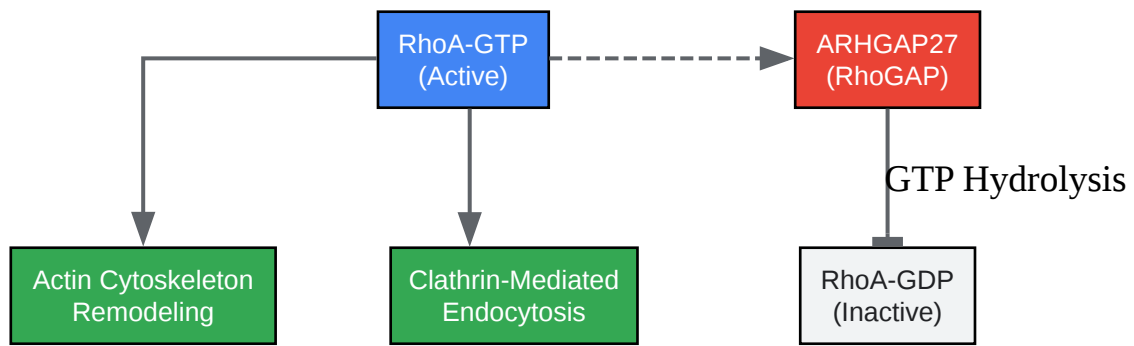 RhoA-GTP
(Active)
ARHGAP27
(RhoGAP)
GTP Hydrolysis
Actin Cytoskeleton
Remodeling
Clathrin-Mediated
Endocytosis
RhoA-GDP
(Inactive)